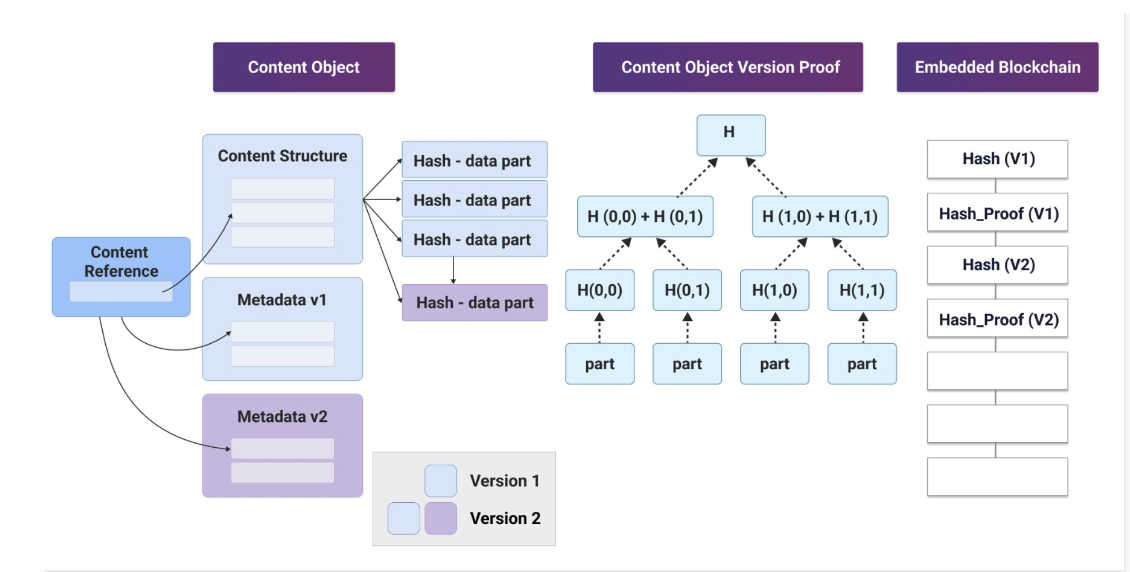 Content Object
Content Object Version Proof
Embedded Blockchain
Content
Reference
Content Structure
Metadata v1
Metadata v2
Hash - data part
Hash - data part
Hash - data part
Hash - data part
Version 1
Version 2
H
H (0,0) + H (0,1)
H (1,0) + H (1,1)
H(0,0)
H(0,1)
H(1,0)
H(1,1)
part
part
part
part
Hash (V1)
Hash_Proof (V1)
Hash (V2)
Hash_Proof (V2)